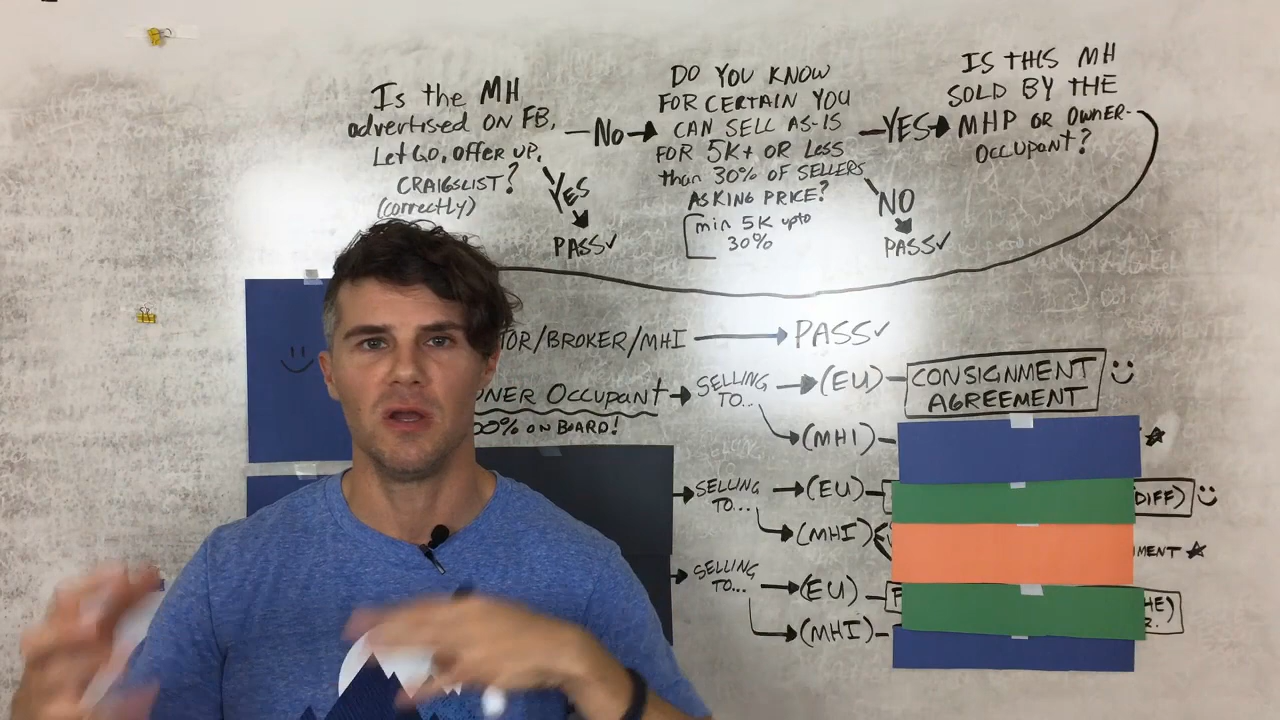 Is the MH
advertised ON FB,
Let GO, OFFER UP,
CRAIGSLIST?
(correctly)
No
YES
PASS✓
DO YOU KNOW
FOR CERTAIN YOU
CAN SELL AS-IS
FOR 5K+ OR Less
than 30% OF SELLERS
ASKING PRICE?
min 5K upto
30%
YES
NO
PASS✓
IS THIS MH
SOLD BY THE
MHP OR OWNER-
OCCUPANT?
TOR/BROKER/MHI
PASS✓
NER OCCUPANT
00% ON BOARD!
SELLING
TO...
(EU)
CONSIGNMENT
AGREEMENT
(MHI)
SELLING
TO...
(EU)
DIFF)
(MHI)
MENT
SELLING
TO...
(EU)
F
HE)
(MHI)